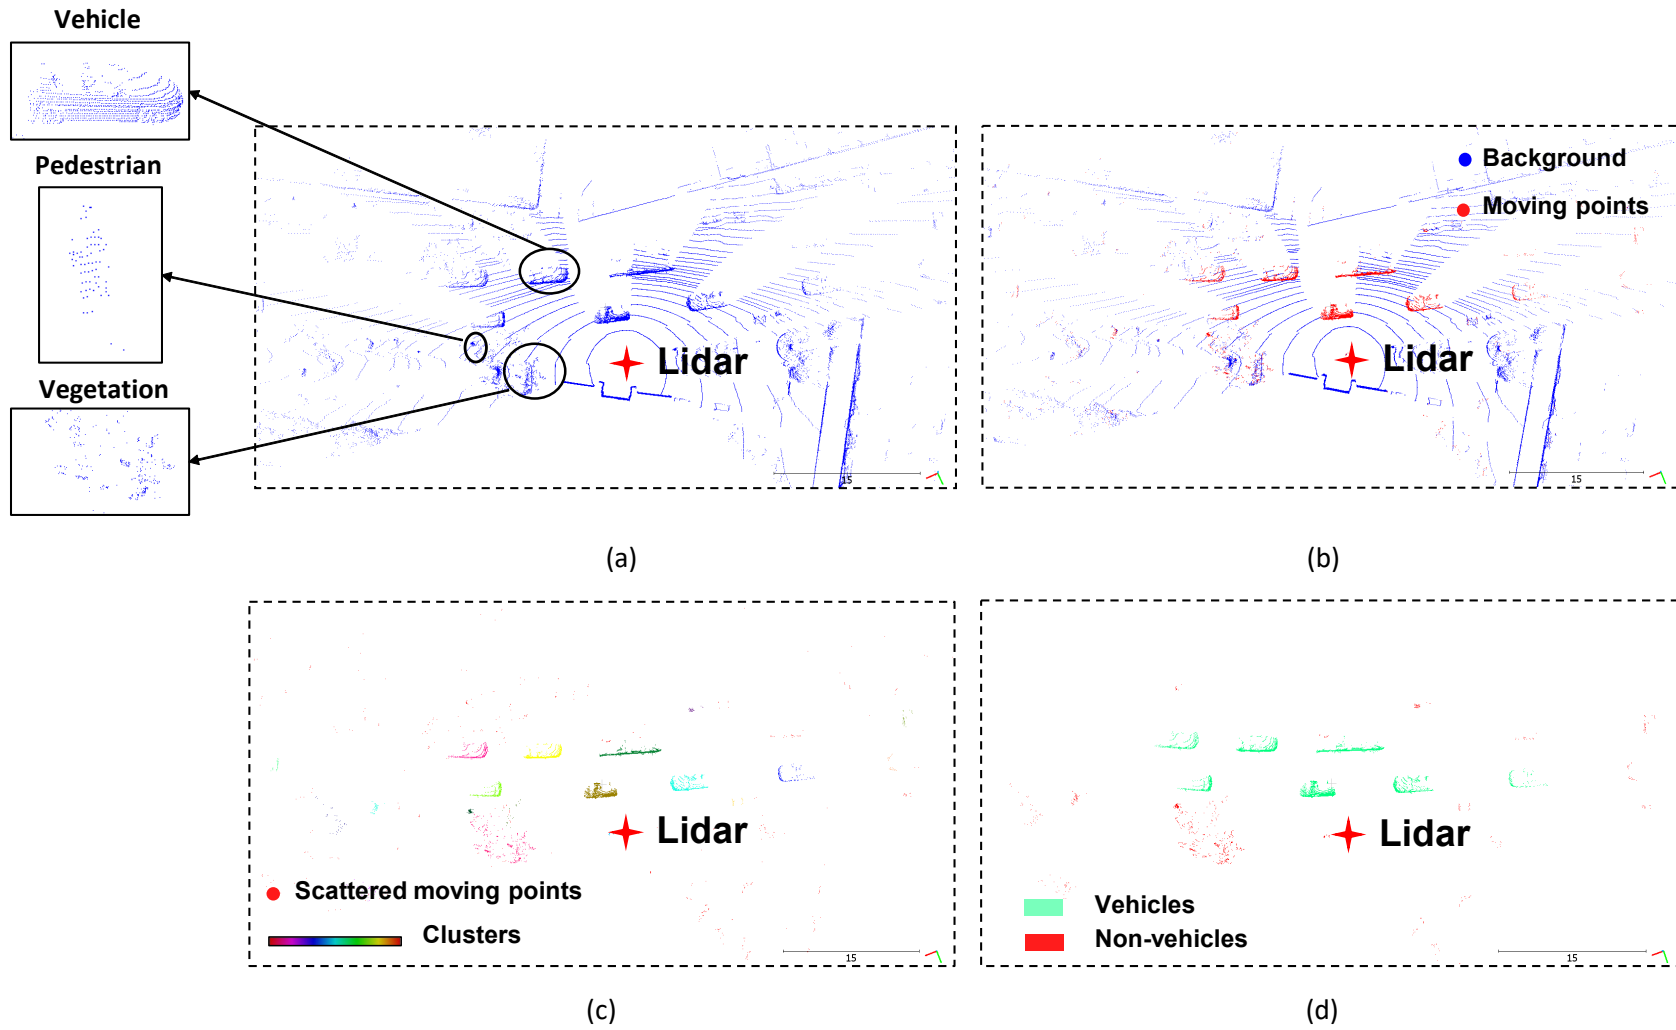 Vehicle
Pedestrian
Vegetation
Lidar
15
(a)
Background
Moving points
Lidar
15
(b)
Lidar
Scattered moving points
Clusters
15
(c)
Lidar
Vehicles
Non-vehicles
15
(d)